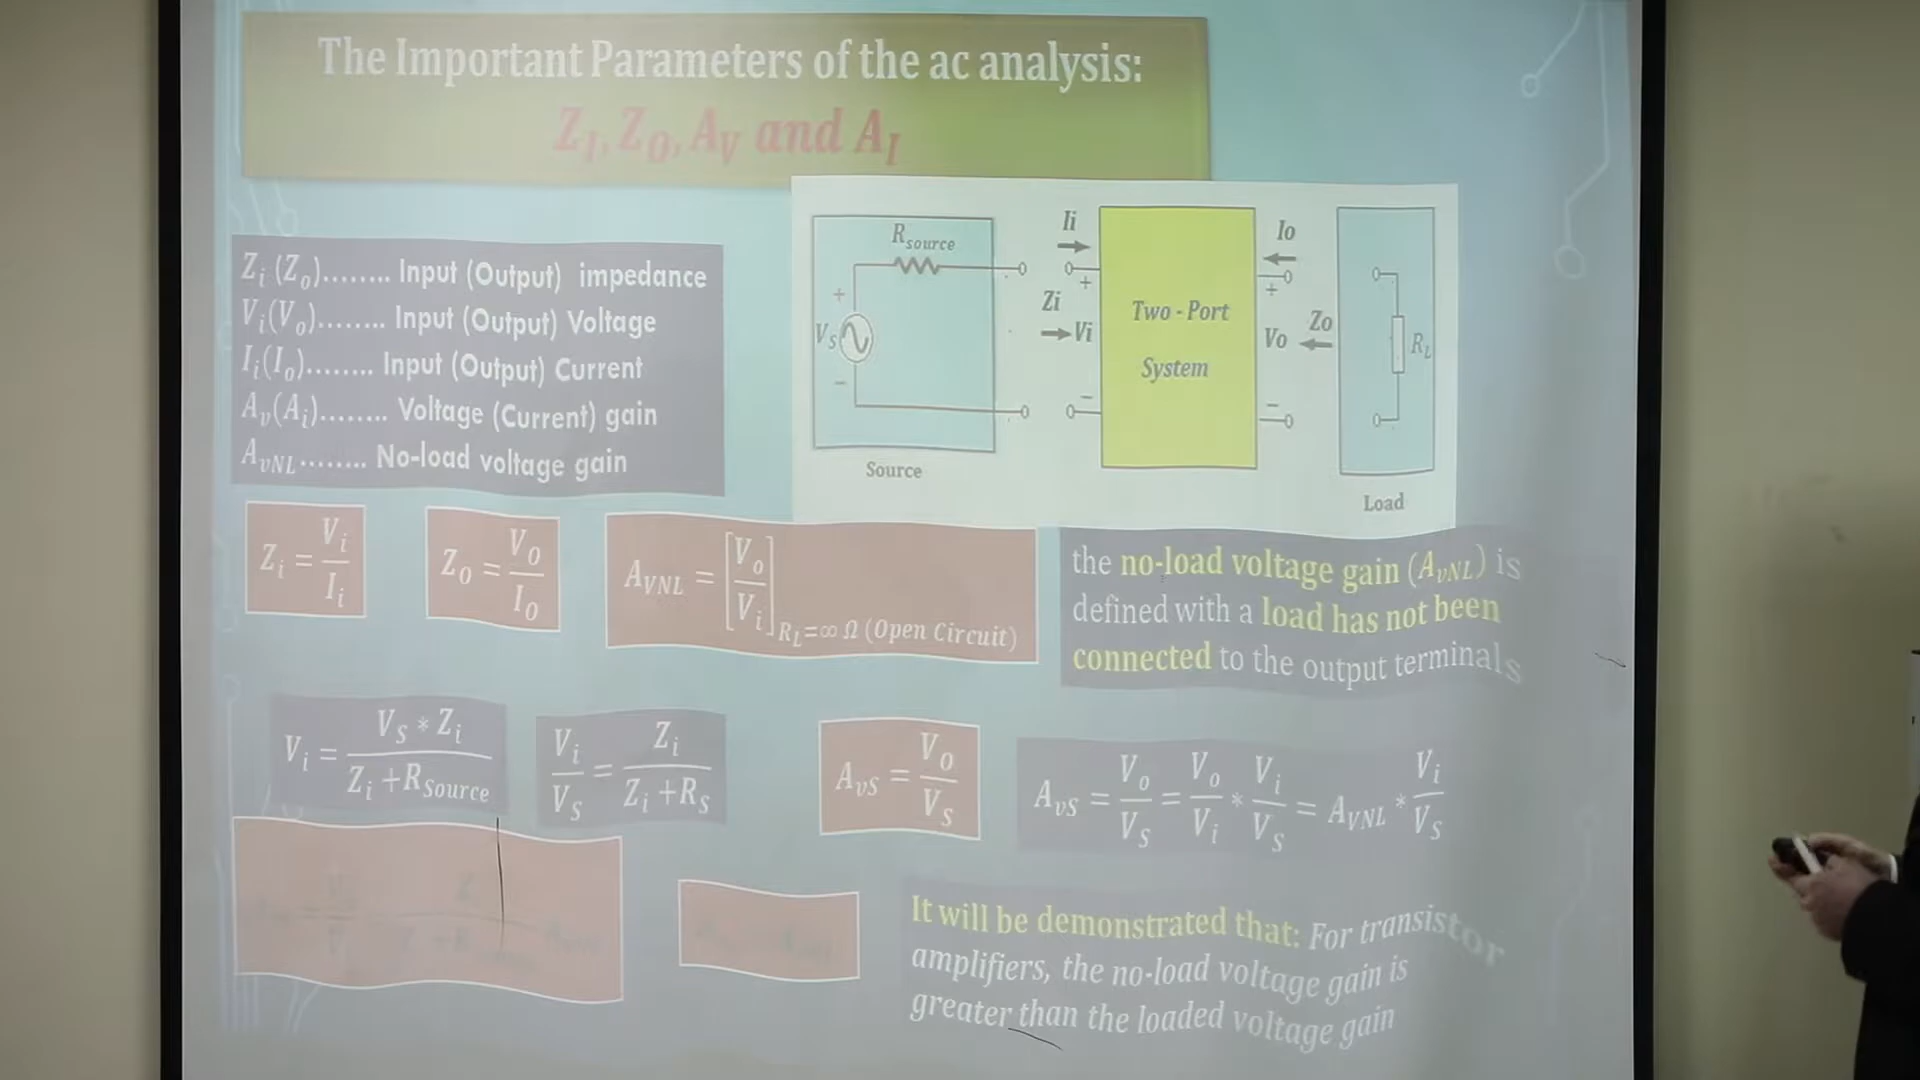 The Important Parameters of the ac analysis:
Z_I, Z_O, A_V and A_I
Z_i (Z_o)........ Input (Output) impedance
V_i(V_o)........ Input (Output) Voltage
I_i(I_o)........ Input (Output) Current
A_v(A_i)........ Voltage (Current) gain
A_vNL........ No-load voltage gain
R_source
+
V_S
−
Source
Ii
+
Zi
Vi
−
Two - Port
System
Io
+
Vo
Zo
−
R_L
Load
Z_i = V_i / I_i
Z_O = V_O / I_O
A_VNL = [V_o / V_i] R_L=∞ Ω (Open Circuit)
the no-load voltage gain (A_vNL) is
defined with a load has not been
connected to the output terminals
V_i = V_S * Z_i / Z_i +R_Source
V_i / V_S = Z_i / Z_i +R_S
A_vS = V_O / V_S
A_vS = V_o / V_S = V_o / V_i * V_i / V_S = A_VNL * V_i / V_S
It will be demonstrated that: For transistor
amplifiers, the no-load voltage gain is
greater than the loaded voltage gain